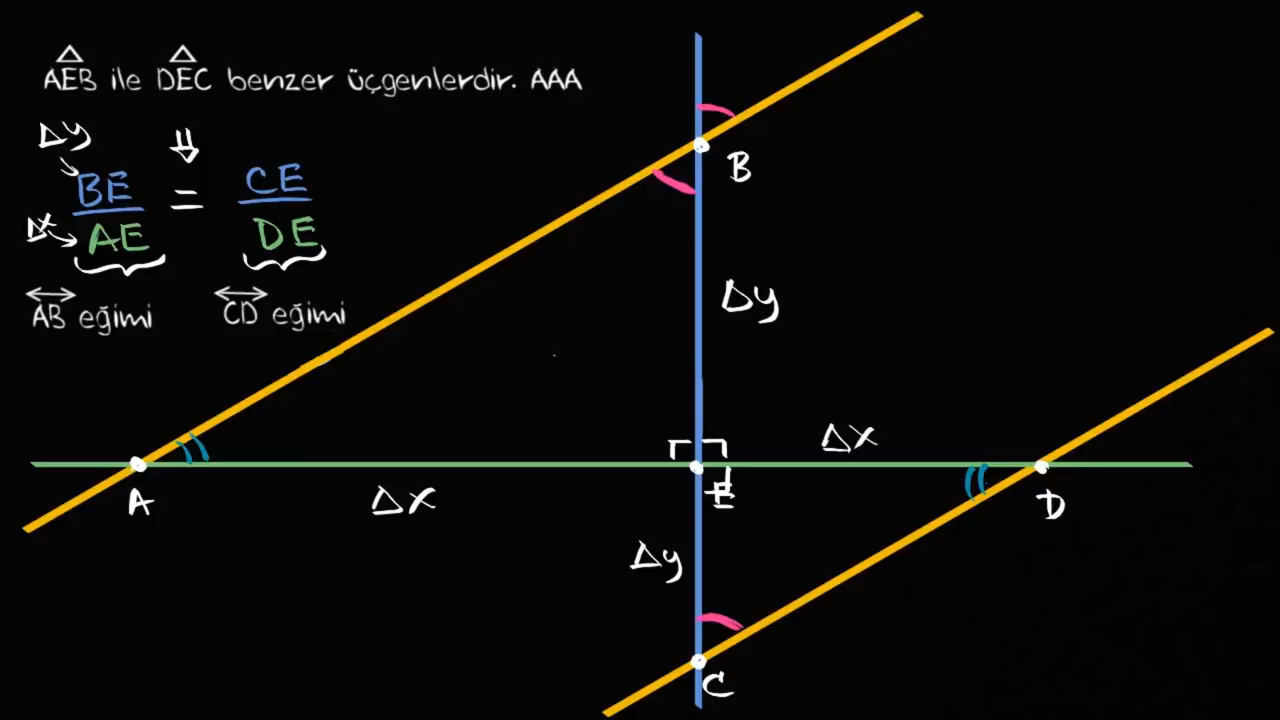 AEB ile DEC benzer üçgenlerdir. AAA
Δy
BE = CE
Δx AE DE
AB eğimi CD eğimi
B
Δy
Δx
A Δx E D
Δy
C